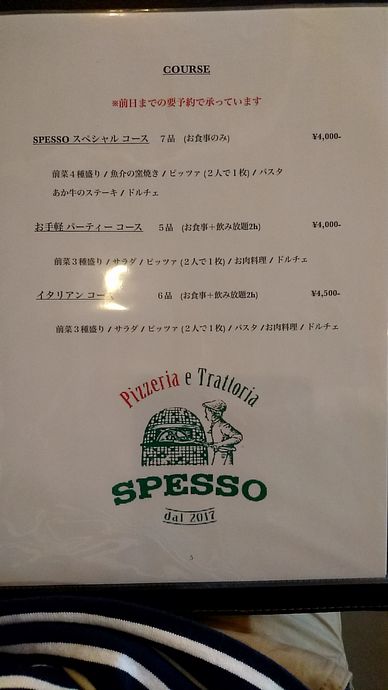 COURSE
※前日までの要予約で承っています
SPESSO スペシャル コース 7品 (お食事のみ) ¥4,000-
前菜4種盛り / 魚介の窯焼き / ピッツァ (2人で1枚) / パスタ
あか牛のステーキ / ドルチェ
お手軽 パーティー コース 5品 (お食事＋飲み放題2h) ¥4,000-
前菜3種盛り / サラダ / ピッツァ (2人で1枚) / お肉料理 / ドルチェ
イタリアン コース 6品 (お食事＋飲み放題2h) ¥4,500-
前菜3種盛り / サラダ / ピッツァ (2人で1枚) / パスタ / お肉料理 / ドルチェ
Pizzeria e Trattoria
SPESSO
dal 2017
5